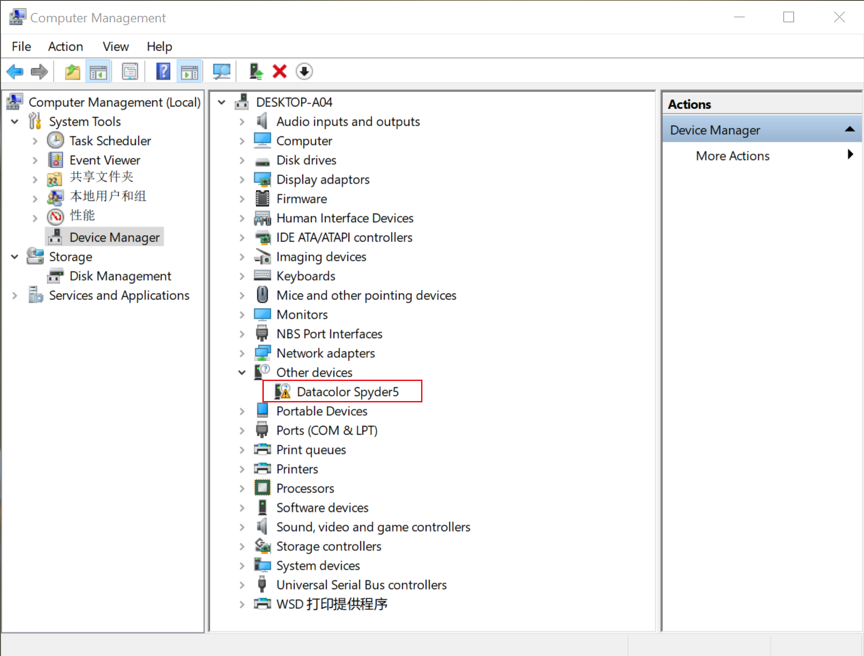 Computer Management
File Action View Help
Computer Management (Local)
System Tools
Task Scheduler
Event Viewer
共享文件夹
本地用户和组
性能
Device Manager
Storage
Disk Management
Services and Applications
DESKTOP-A04
Audio inputs and outputs
Computer
Disk drives
Display adaptors
Firmware
Human Interface Devices
IDE ATA/ATAPI controllers
Imaging devices
Keyboards
Mice and other pointing devices
Monitors
NBS Port Interfaces
Network adapters
Other devices
Datacolor Spyder5
Portable Devices
Ports (COM & LPT)
Print queues
Printers
Processors
Software devices
Sound, video and game controllers
Storage controllers
System devices
Universal Serial Bus controllers
WSD 打印提供程序
Actions
Device Manager
More Actions